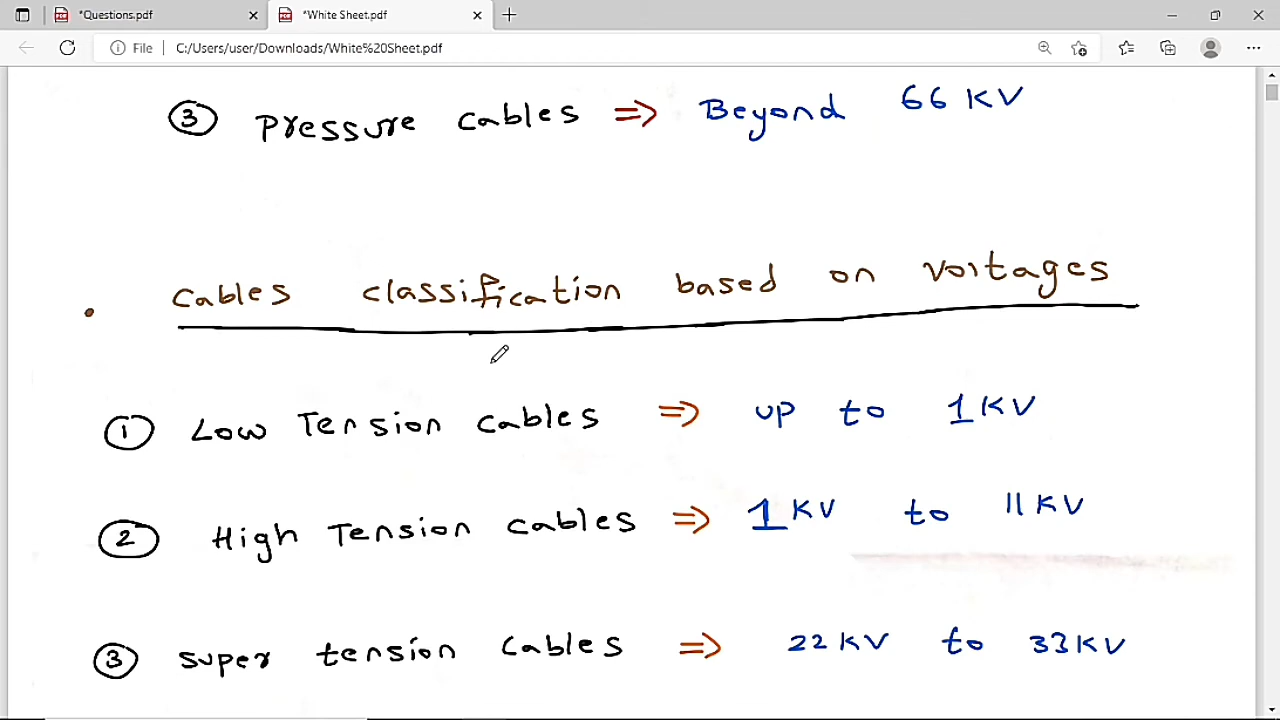 *Questions.pdf
*White Sheet.pdf
File C:/Users/user/Downloads/White%20Sheet.pdf
3 Pressure cables => Beyond 66 KV
. Cables classification based on voltages
1 Low Tension cables => up to 1KV
2 High Tension cables => 1KV to 11KV
3 super tension cables => 22KV to 33KV